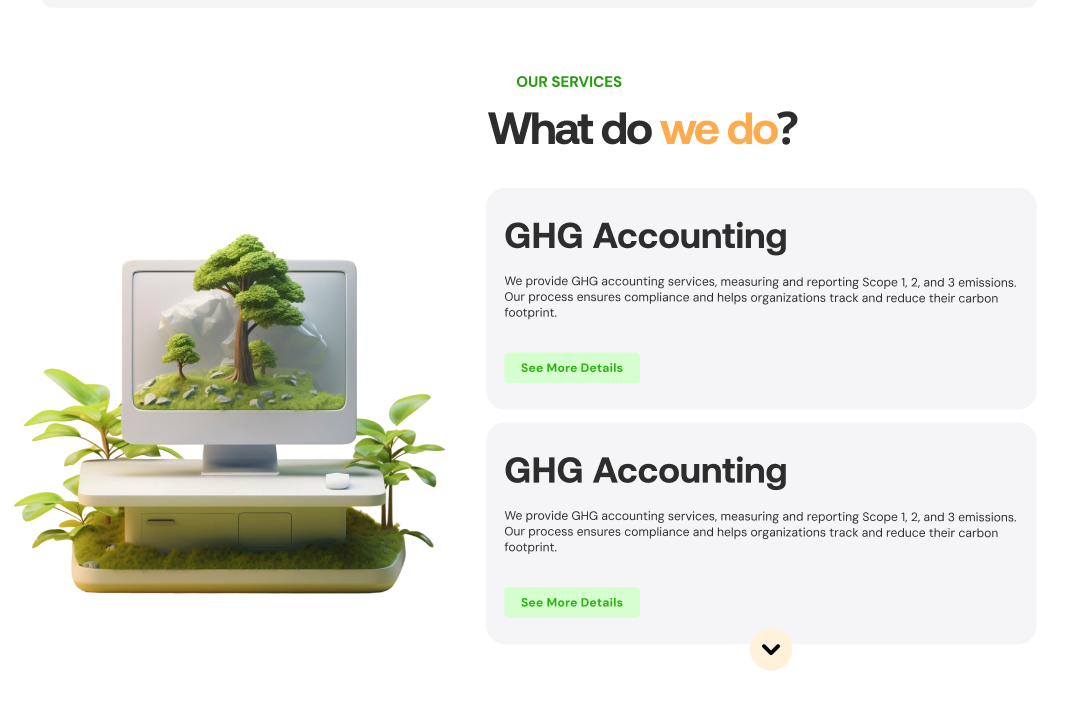 OUR SERVICES
What do we do?
GHG Accounting
We provide GHG accounting services, measuring and reporting Scope 1, 2, and 3 emissions.
Our process ensures compliance and helps organizations track and reduce their carbon
footprint.
See More Details
GHG Accounting
We provide GHG accounting services, measuring and reporting Scope 1, 2, and 3 emissions.
Our process ensures compliance and helps organizations track and reduce their carbon
footprint.
See More Details